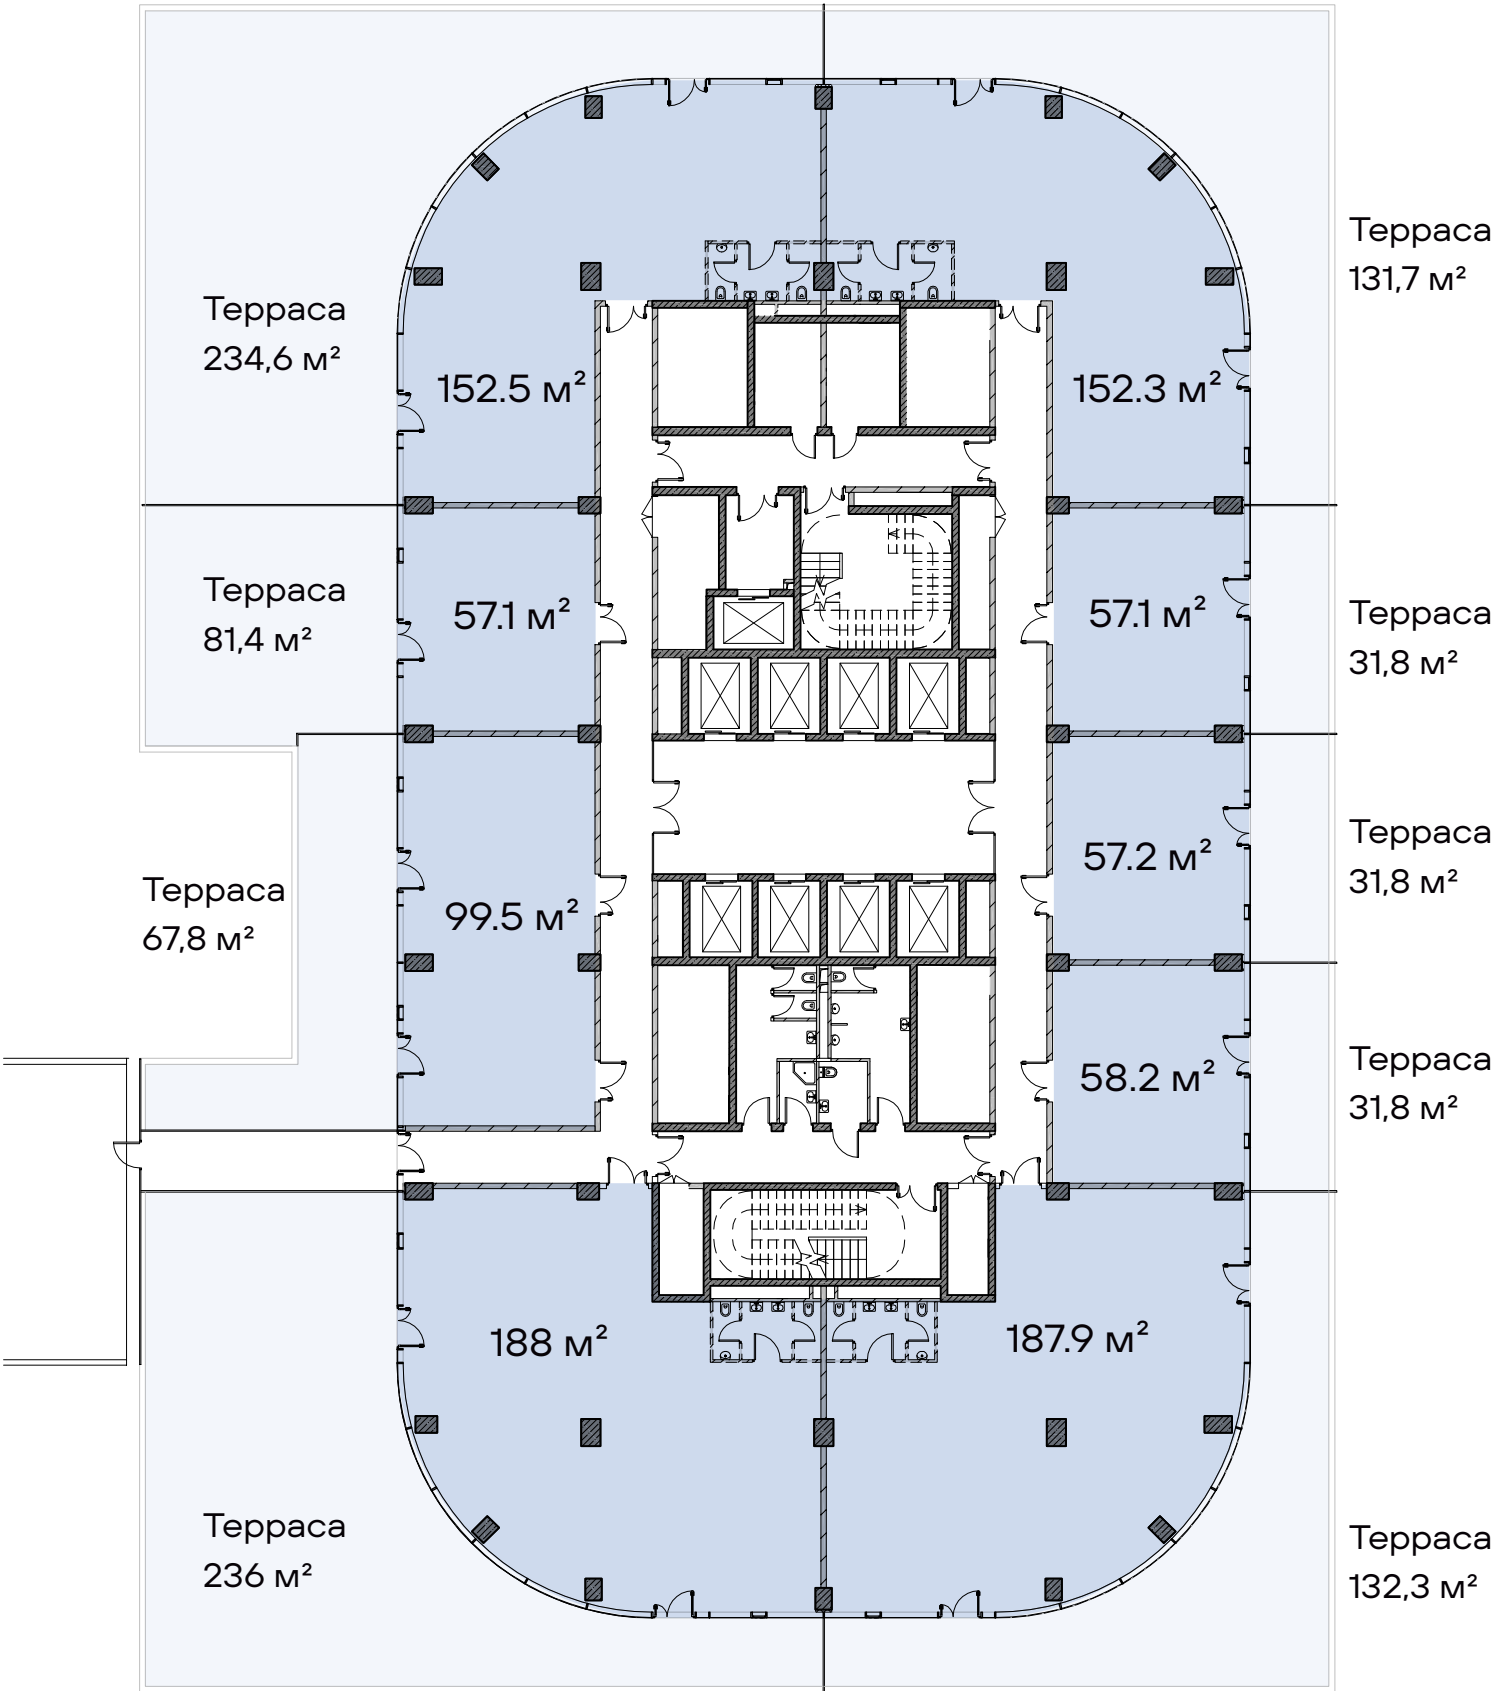 Терраса
131,7 м²
Терраса
234,6 м²
152.5 м²
152.3 м²
Терраса
81,4 м²
57.1 м²
57.1 м²
Терраса
31,8 м²
Терраса
31,8 м²
57.2 м²
Терраса
67,8 м²
99.5 м²
58.2 м²
Терраса
31,8 м²
188 м²
187.9 м²
Терраса
236 м²
Терраса
132,3 м²